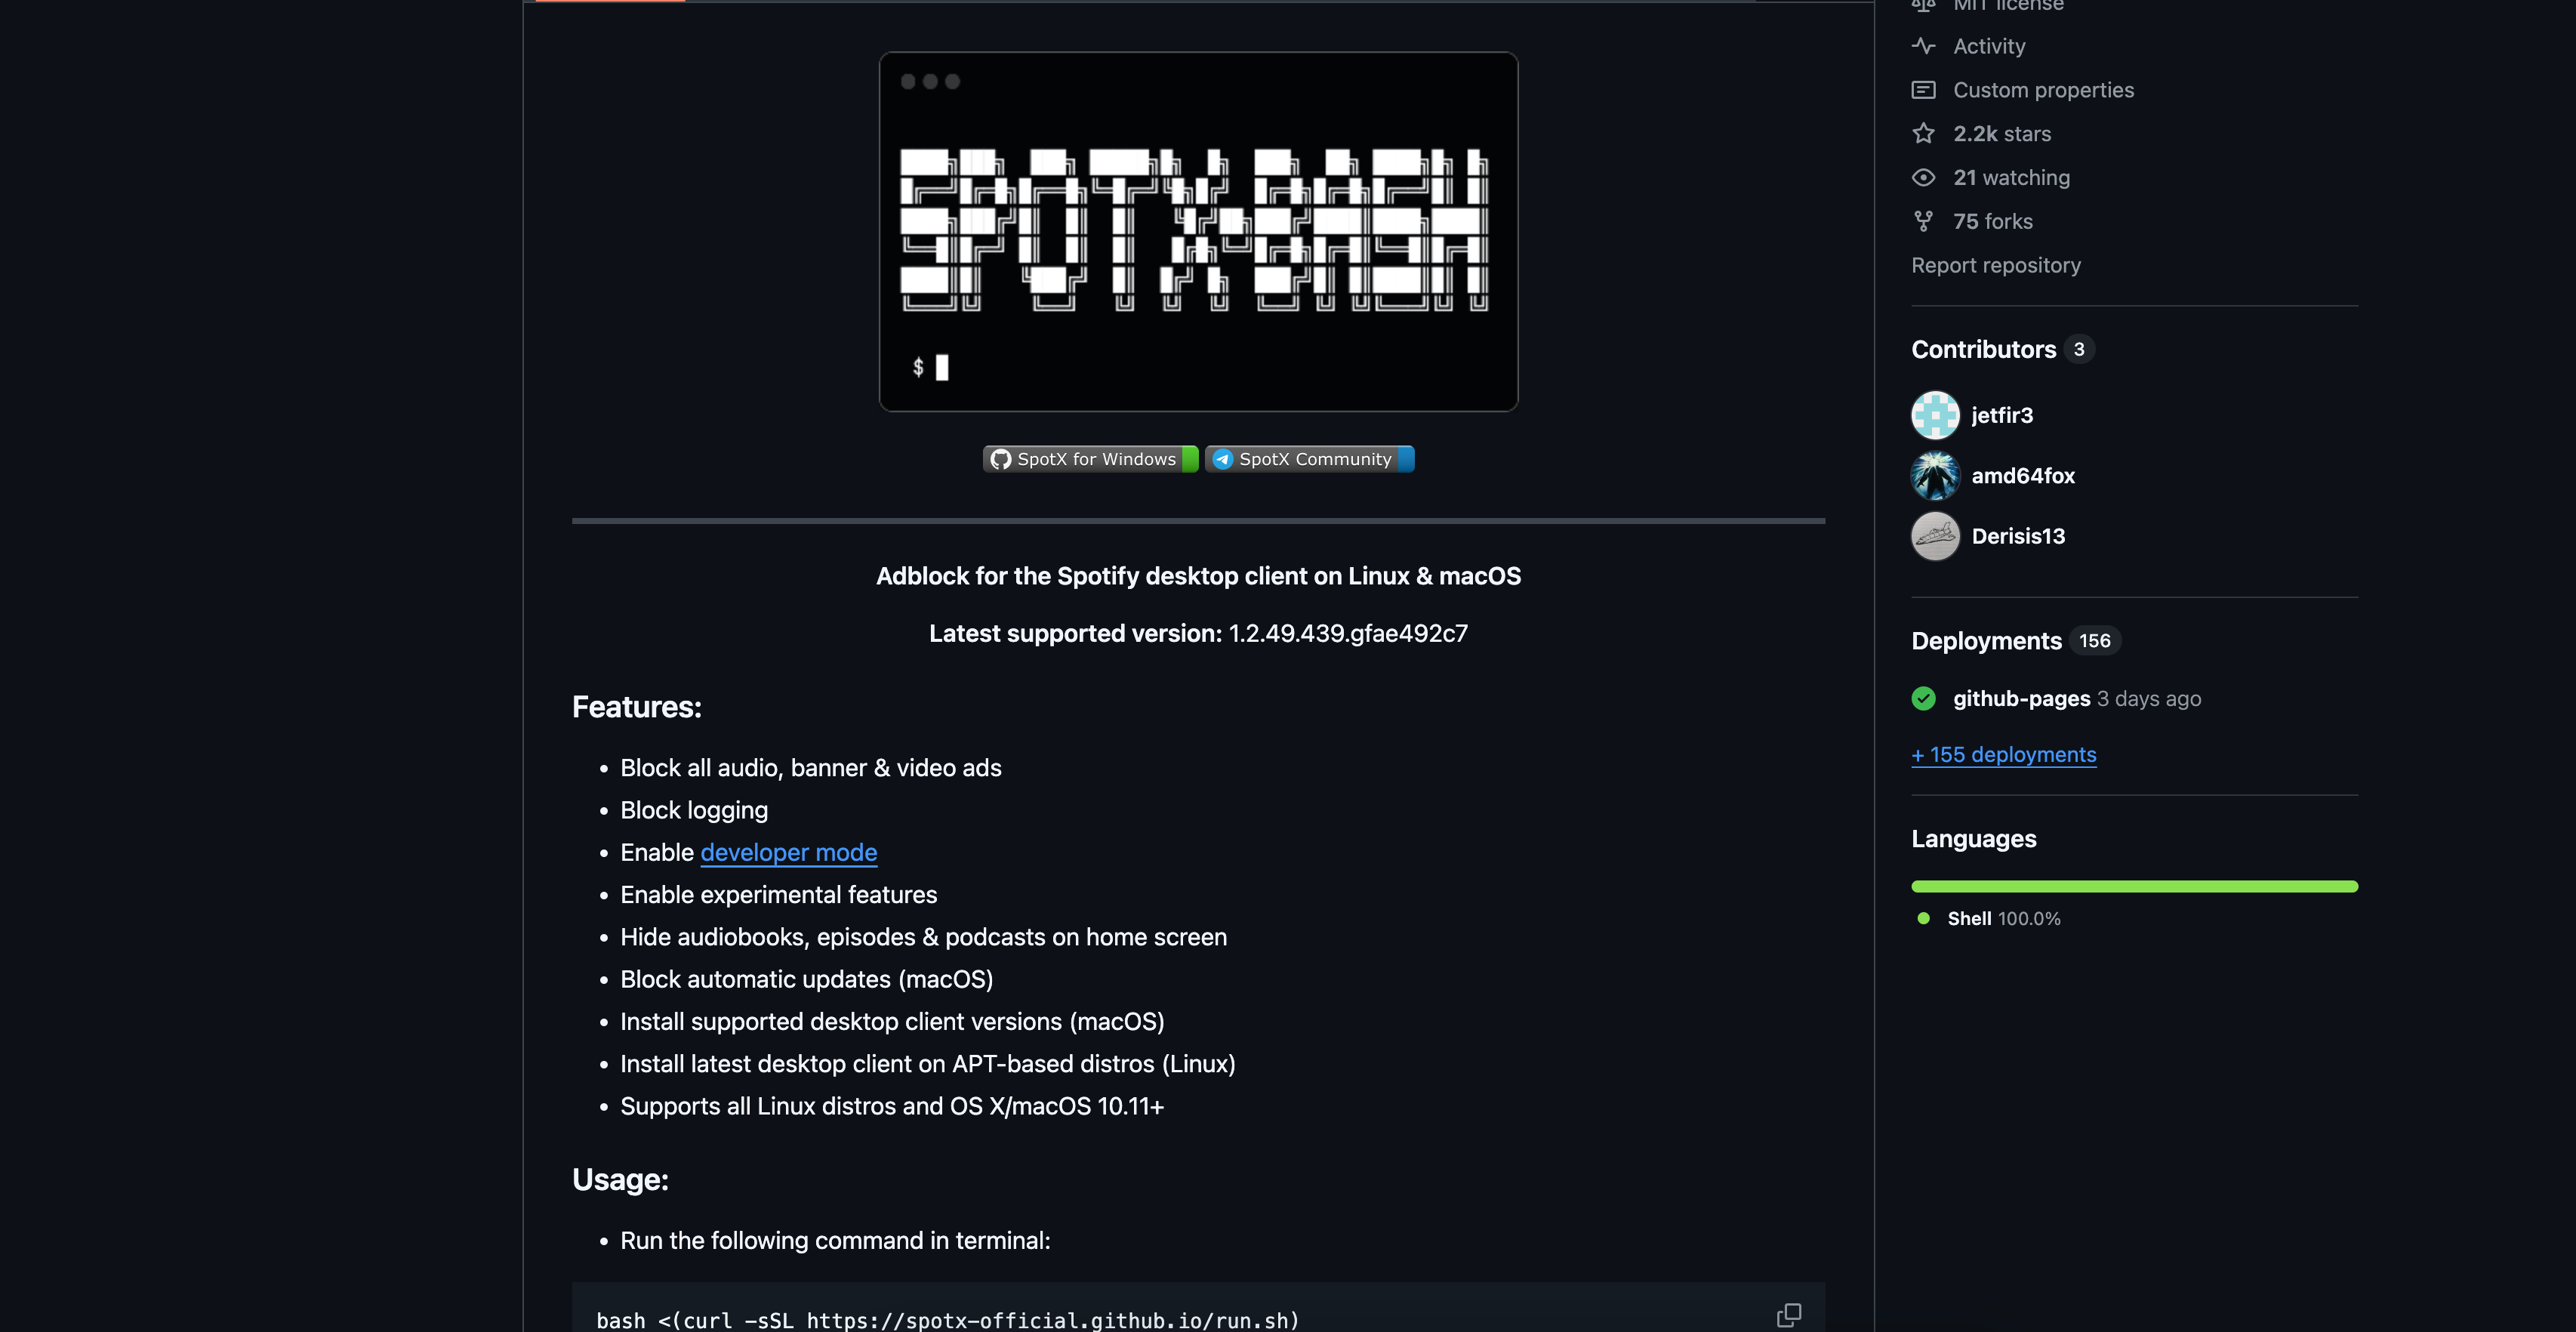 MIT license
Activity
Custom properties
2.2k stars
21 watching
75 forks
Report repository
Contributors 3
jetfir3
amd64fox
Derisis13
Deployments 156
github-pages 3 days ago
+ 155 deployments
Languages
Shell 100.0%
SPOTX-BASH
$
SpotX for Windows
SpotX Community
Adblock for the Spotify desktop client on Linux & macOS
Latest supported version: 1.2.49.439.gfae492c7
Features:
• Block all audio, banner & video ads
• Block logging
• Enable developer mode
• Enable experimental features
• Hide audiobooks, episodes & podcasts on home screen
• Block automatic updates (macOS)
• Install supported desktop client versions (macOS)
• Install latest desktop client on APT-based distros (Linux)
• Supports all Linux distros and OS X/macOS 10.11+
Usage:
• Run the following command in terminal:
bash <(curl -sSL https://spotx-official.github.io/run.sh)